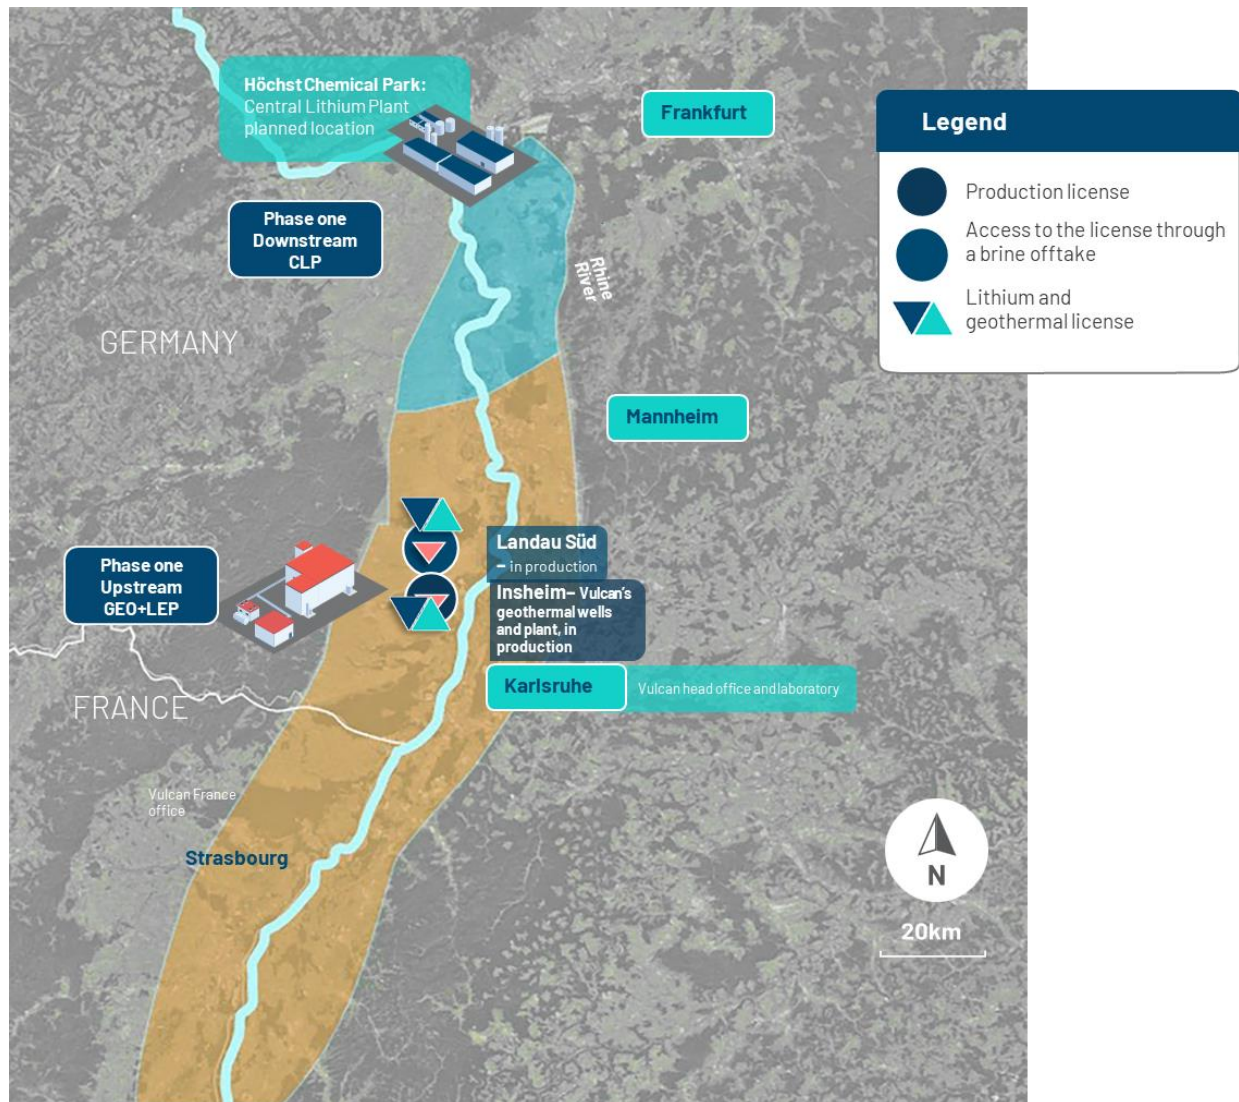 Höchst Chemical Park:
Central Lithium Plant
planned location
Frankfurt
Legend
Production license
Access to the license through
a brine offtake
Lithium and
geothermal license
Phase one
Downstream
CLP
Rhine
River
GERMANY
Mannheim
Landau Süd
– in production
Phase one
Upstream
GEO+LEP
Insheim– Vulcan's
geothermal wells
and plant, in
production
Karlsruhe
Vulcan head office and laboratory
FRANCE
Vulcan France
office
Strasbourg
N
20km